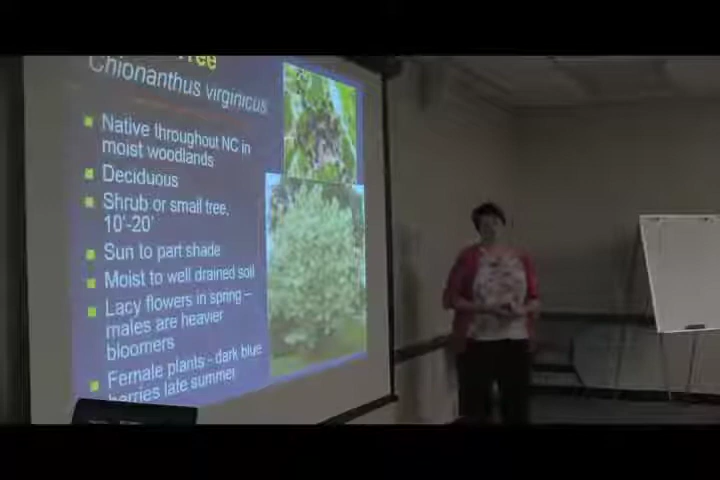 Chionanthus virginicus
Native throughout NC in
moist woodlands
Deciduous
Shrub or small tree,
10'-20'
Sun to part shade
Moist to well drained soil
Lacy flowers in spring –
males are heavier
bloomers
Female plants - dark blue
berries late summer